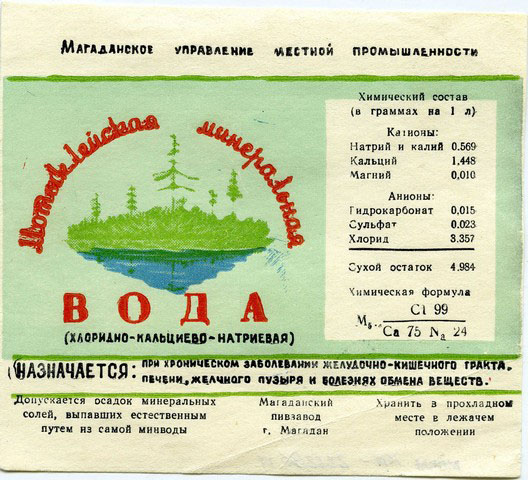 Магаданское управление местной промышленности
Мотыклейская минеральная
ВОДА
(хлоридно-кальциево-натриевая)
Химический состав
(в граммах на 1 л)
Катионы:
Натрий и калий 0.569
Кальций 1,448
Магний 0,010
Анионы:
Гидрокарбонат 0,015
Сульфат 0.023
Хлорид 3.357
Сухой остаток 4.984
Химическая формула
Cl 99
M
Ca 75 Na 24
НАЗНАЧАЕТСЯ: при хроническом заболевании желудочно-кишечного тракта,
печени, желчного пузыря и болезнях обмена веществ.
Допускается осадок минеральных
солей, выпавших естественным
путем из самой минводы
Магаданский
пивзавод
г. Магадан
Хранить в прохладном
месте в лежачем
положении